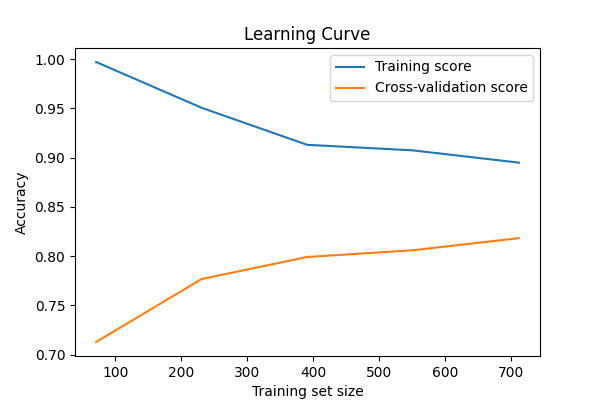 Learning Curve
1.00
0.95
0.90
0.85
0.80
0.75
0.70
Accuracy
Training score
Cross-validation score
100 200 300 400 500 600 700
Training set size